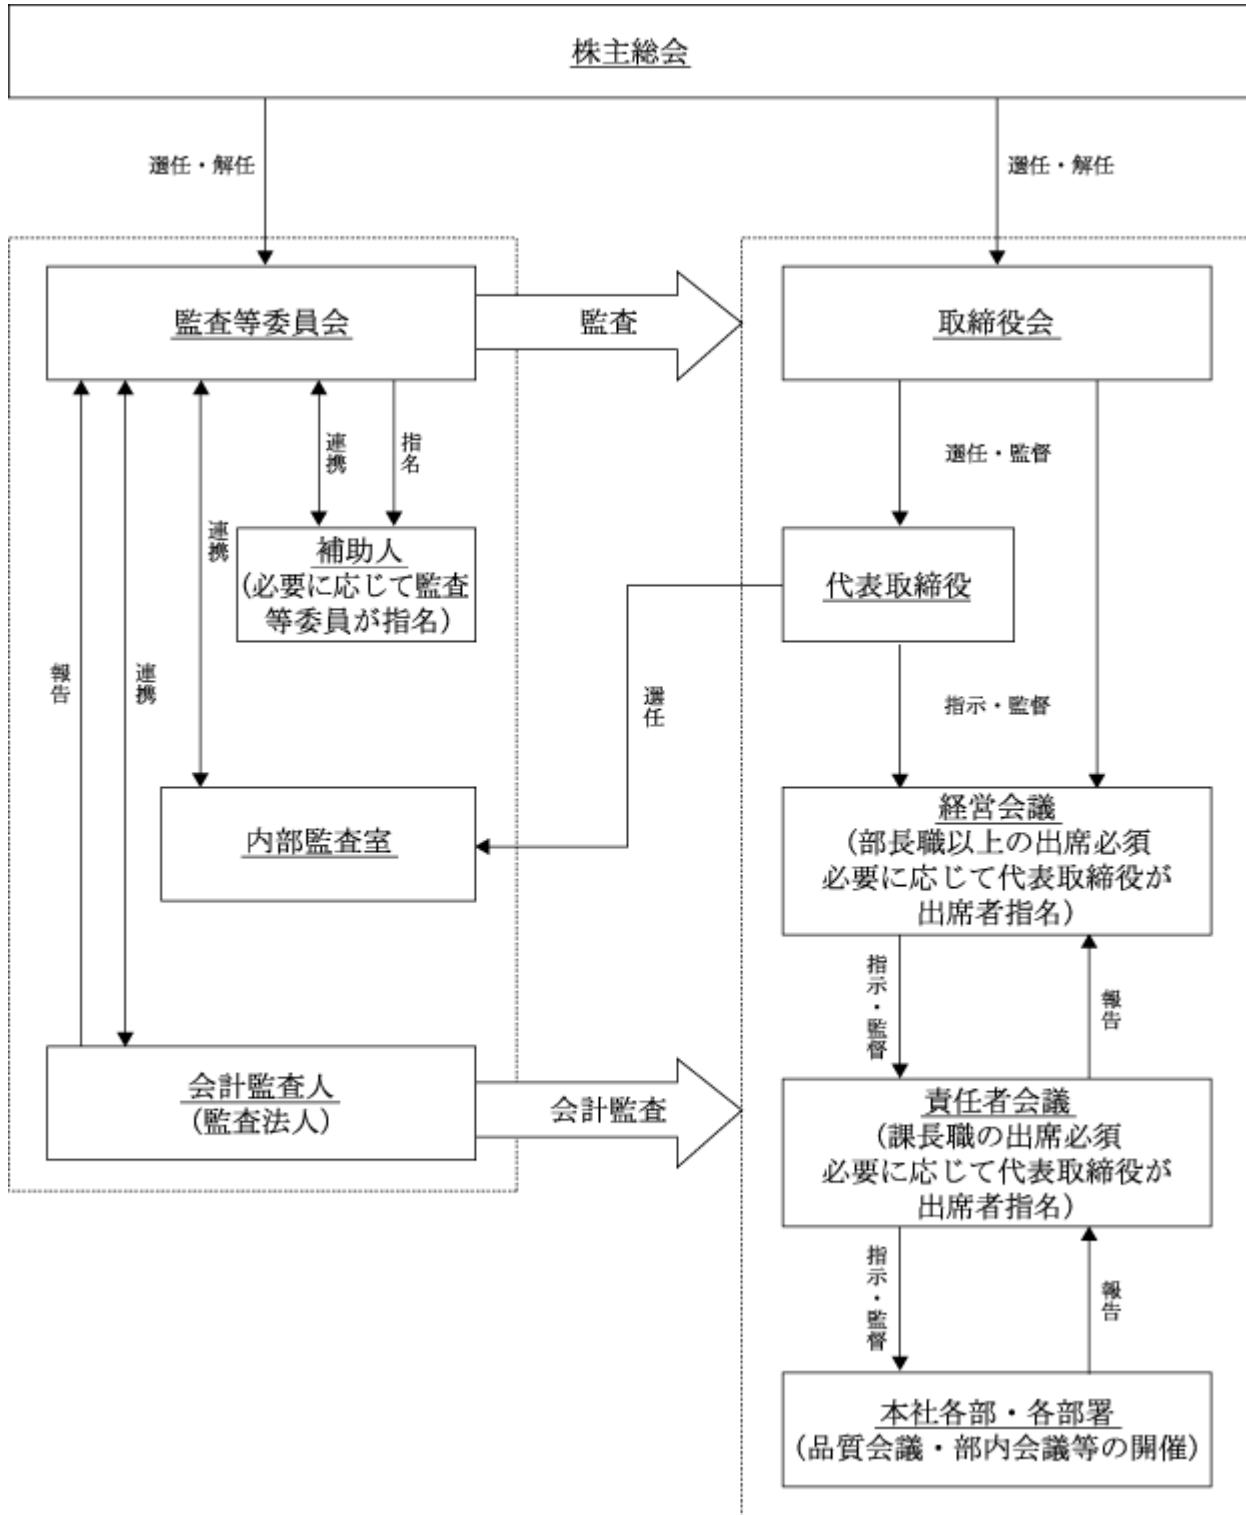 株主総会
選任・解任
選任・解任
監査等委員会
監査
取締役会
連携
指名
選任・監督
連携
補助人
(必要に応じて監査
等委員が指名)
代表取締役
報告
連携
選任
指示・監督
内部監査室
経営会議
(部長職以上の出席必須
必要に応じて代表取締役が
出席者指名)
指示・監督
報告
会計監査人
(監査法人)
会計監査
責任者会議
(課長職の出席必須
必要に応じて代表取締役が
出席者指名)
指示・監督
報告
本社各部・各部署
(品質会議・部内会議等の開催)